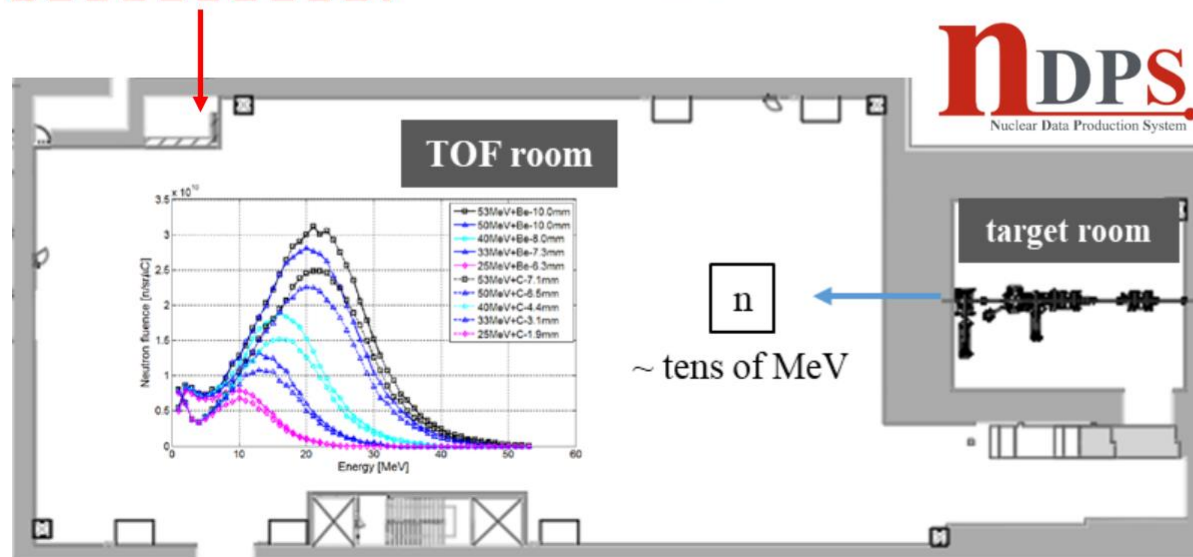 nDPS
Nuclear Data Production System
TOF room
target room
x 10¹⁰
3.5
3
2.5
2
1.5
1
0.5
0
Neutron fluence [n/sr/μC]
53MeV+Be-10.0mm
50MeV+Be-10.0mm
40MeV+Be-8.0mm
33MeV+Be-7.3mm
25MeV+Be-6.3mm
53MeV+C-7.1mm
50MeV+C-6.5mm
40MeV+C-4.4mm
33MeV+C-3.1mm
25MeV+C-1.9mm
0 10 20 30 40 50 60
Energy [MeV]
n
~ tens of MeV